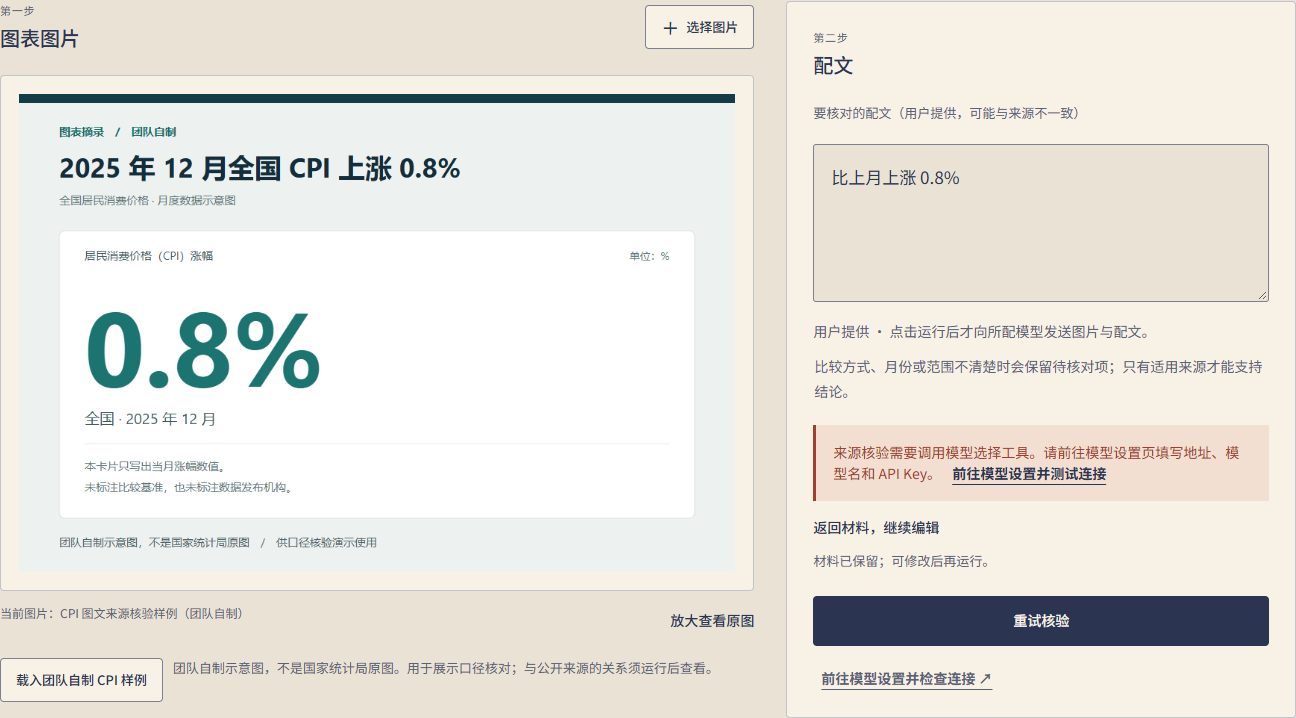 第一步
图表图片
＋ 选择图片
图表摘录 / 团队自制
2025 年 12 月全国 CPI 上涨 0.8%
全国居民消费价格 · 月度数据示意图
居民消费价格（CPI）涨幅
单位：%
0.8%
全国 · 2025 年 12 月
本卡片只写出当月涨幅数值。
未标注比较基准，也未标注数据发布机构。
团队自制示意图，不是国家统计局原图 / 供口径核验演示使用
当前图片：CPI 图文来源核验样例（团队自制）
放大查看原图
载入团队自制 CPI 样例
团队自制示意图，不是国家统计局原图。用于展示口径核对；与公开来源的关系须运行后查看。
第二步
配文
要核对的配文（用户提供，可能与来源不一致）
比上月上涨 0.8%
用户提供 · 点击运行后才向所配模型发送图片与配文。
比较方式、月份或范围不清楚时会保留待核对项；只有适用来源才能支持
结论。
来源核验需要调用模型选择工具。请前往模型设置页填写地址、模
型名和 API Key。 前往模型设置并测试连接
返回材料，继续编辑
材料已保留；可修改后再运行。
重试核验
前往模型设置并检查连接 ↗